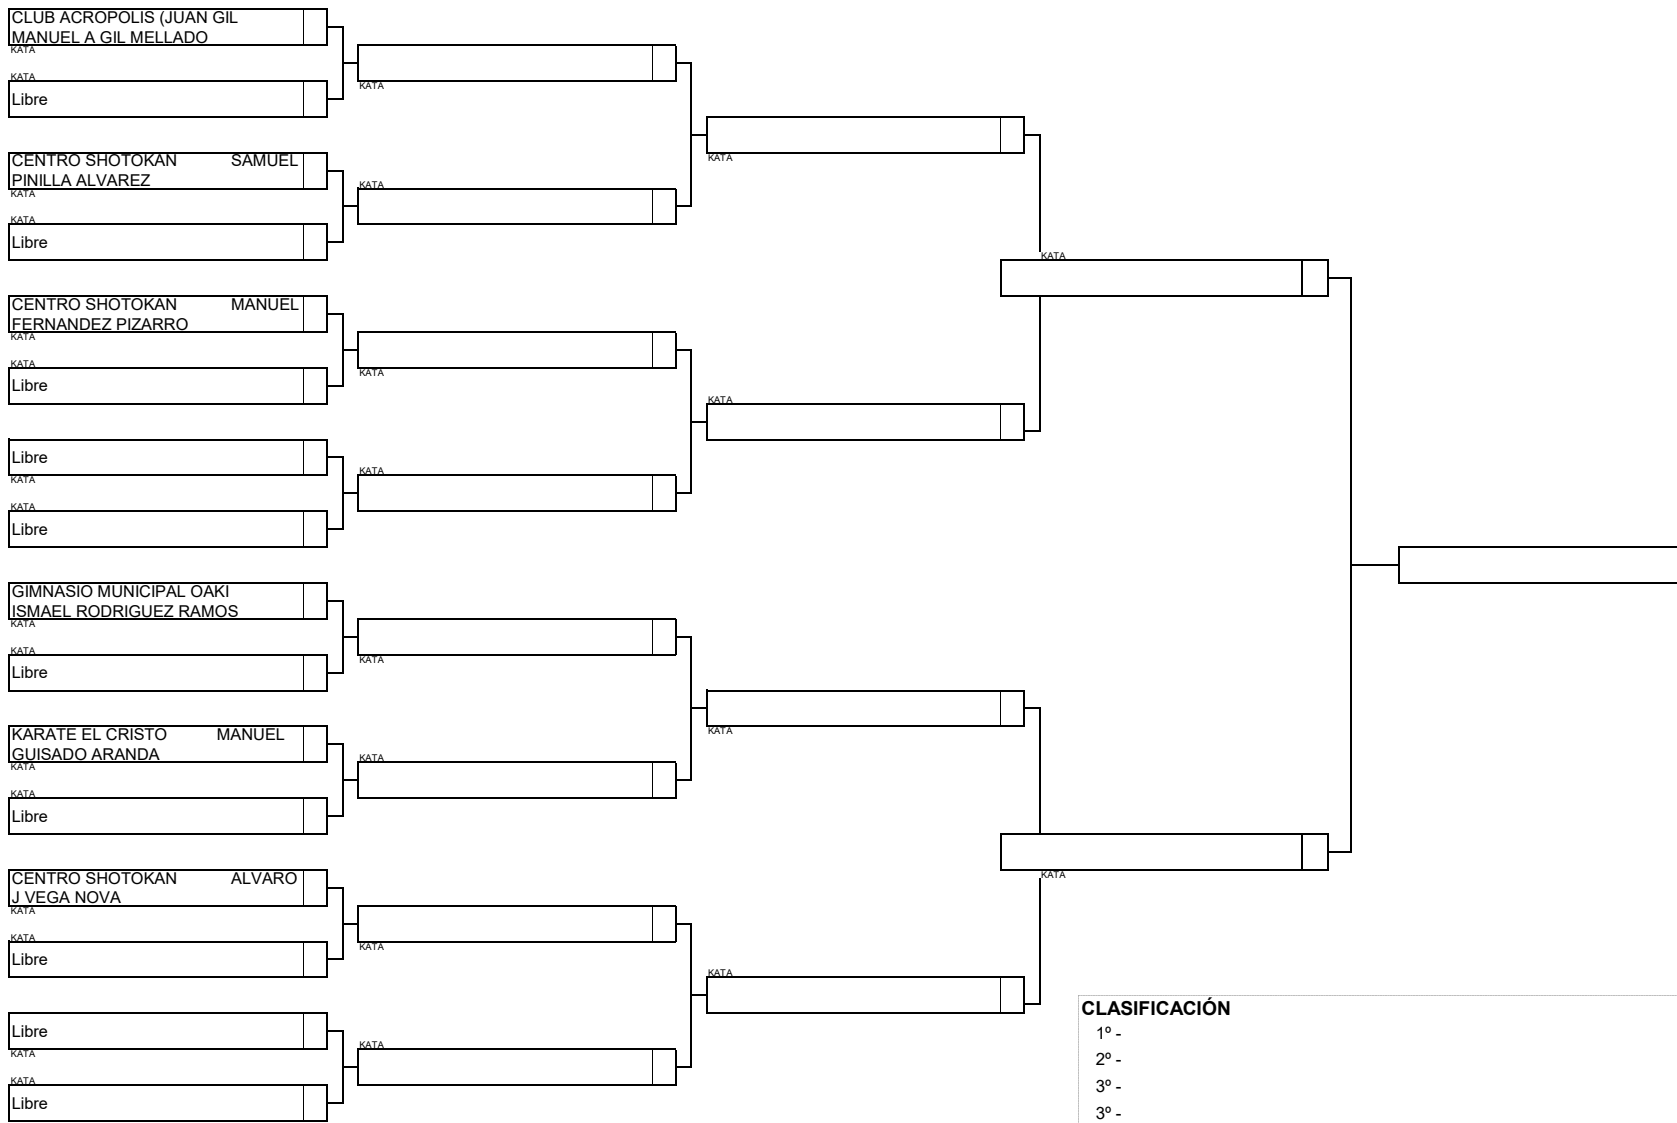 CLUB ACROPOLIS (JUAN GIL
MANUEL A GIL MELLADO
KATA
KATA
Libre
CENTRO SHOTOKAN SAMUEL
PINILLA ALVAREZ
KATA
KATA
Libre
CENTRO SHOTOKAN MANUEL
FERNANDEZ PIZARRO
KATA
KATA
Libre
Libre
KATA
KATA
Libre
GIMNASIO MUNICIPAL OAKI
ISMAEL RODRIGUEZ RAMOS
KATA
KATA
Libre
KARATE EL CRISTO MANUEL
GUISADO ARANDA
KATA
KATA
Libre
CENTRO SHOTOKAN ALVARO
J VEGA NOVA
KATA
KATA
Libre
Libre
KATA
KATA
Libre
KATA
KATA
KATA
KATA
KATA
KATA
KATA
KATA
KATA
KATA
KATA
KATA
KATA
KATA
CLASIFICACIÓN
1º -
2º -
3º -
3º -